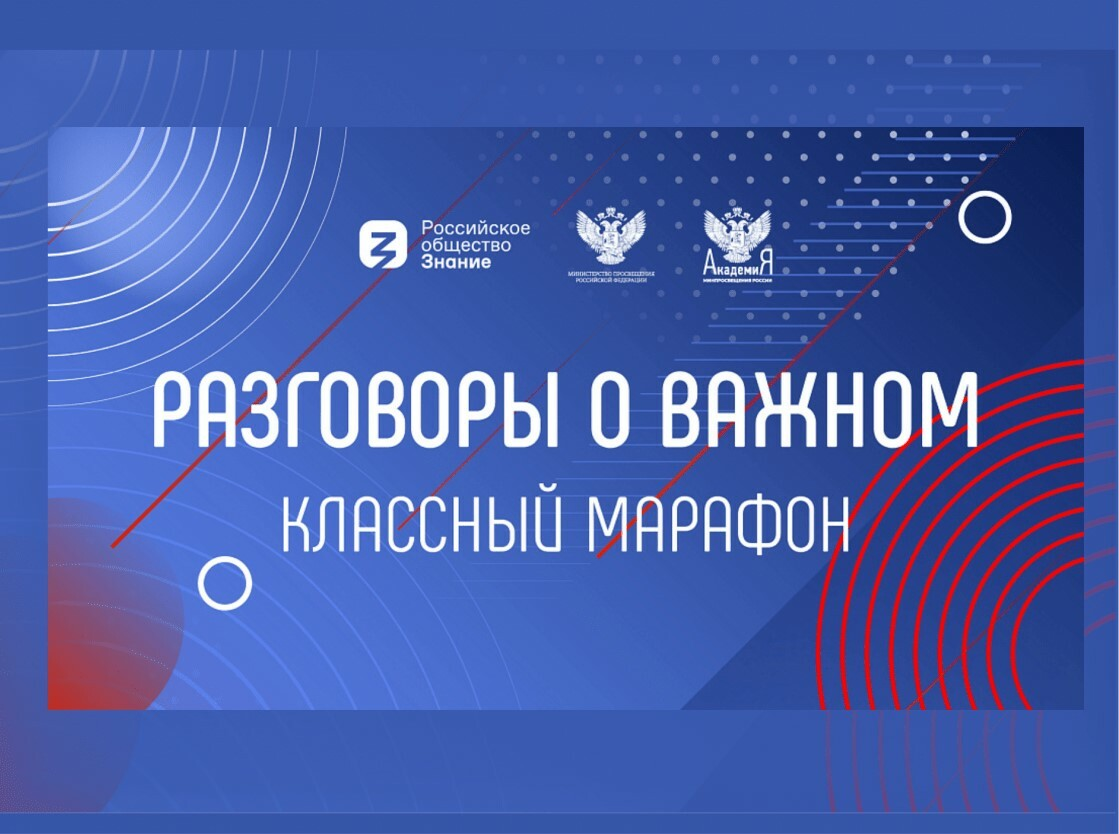 Российское
общество
Знание
МИНИСТЕРСТВО ПРОСВЕЩЕНИЯ
РОССИЙСКОЙ ФЕДЕРАЦИИ
АкадемиЯ
МИНПРОСВЕЩЕНИЯ РОССИИ
РАЗГОВОРЫ О ВАЖНОМ
КЛАССНЫЙ МАРАФОН